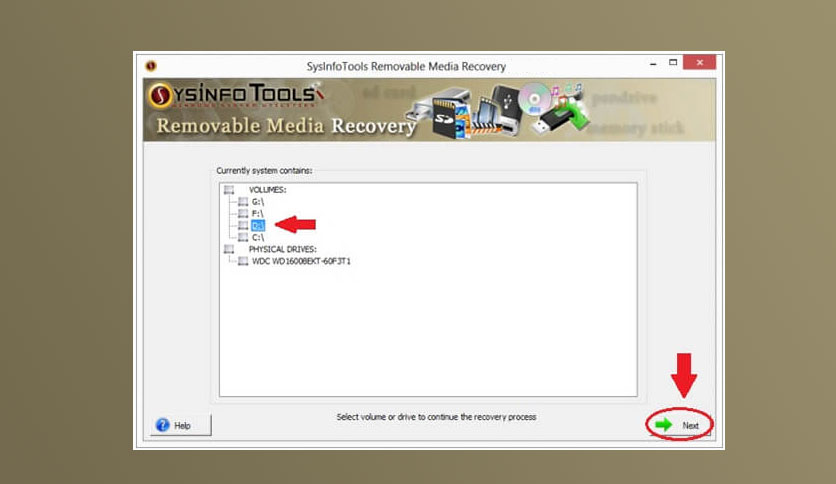 SysInfoTools Removable Media Recovery
SYSINFO TOOLS
Removable Media Recovery
sd card
pendrive
memory stick
SD
Currently system contains:
VOLUMES:
G:\
F:\
D:\
C:\
PHYSICAL DRIVES:
WDC WD1600BEKT-60F3T1
Select volume or drive to continue the recovery process
Help
Next